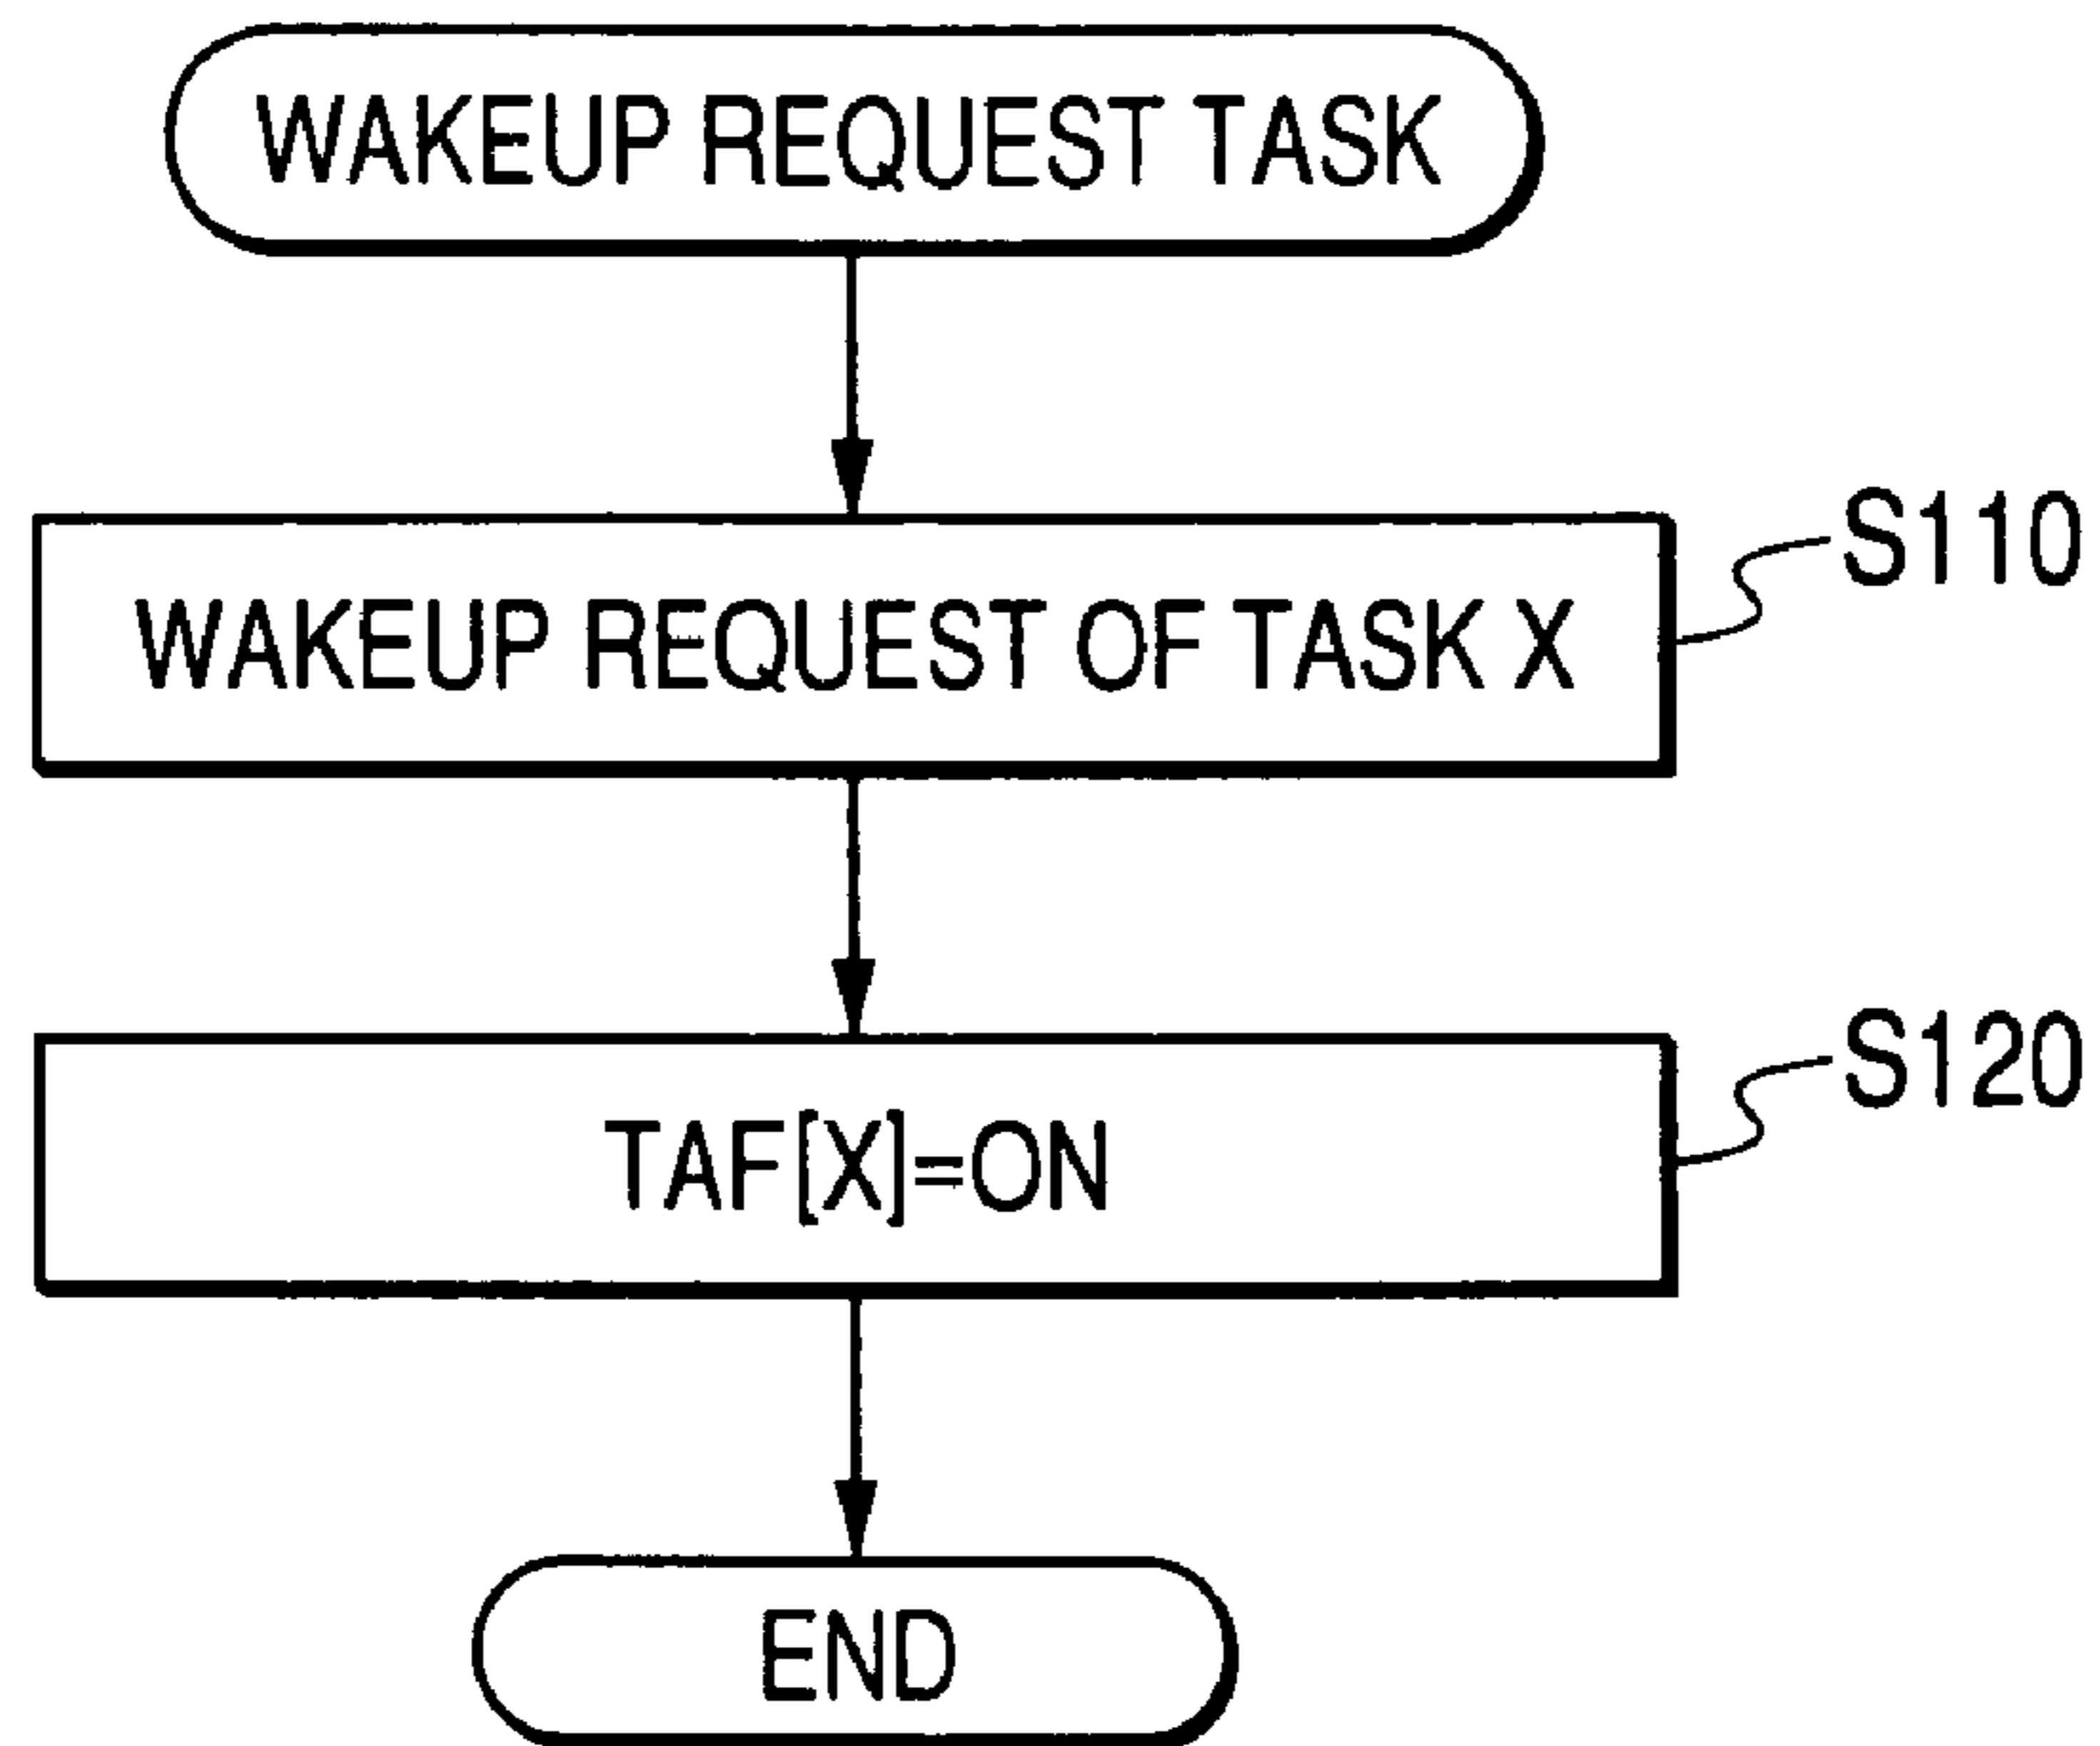 WAKEUP REQUEST TASK
WAKEUP REQUEST OF TASK X
S110
TAF[X]=ON
S120
END